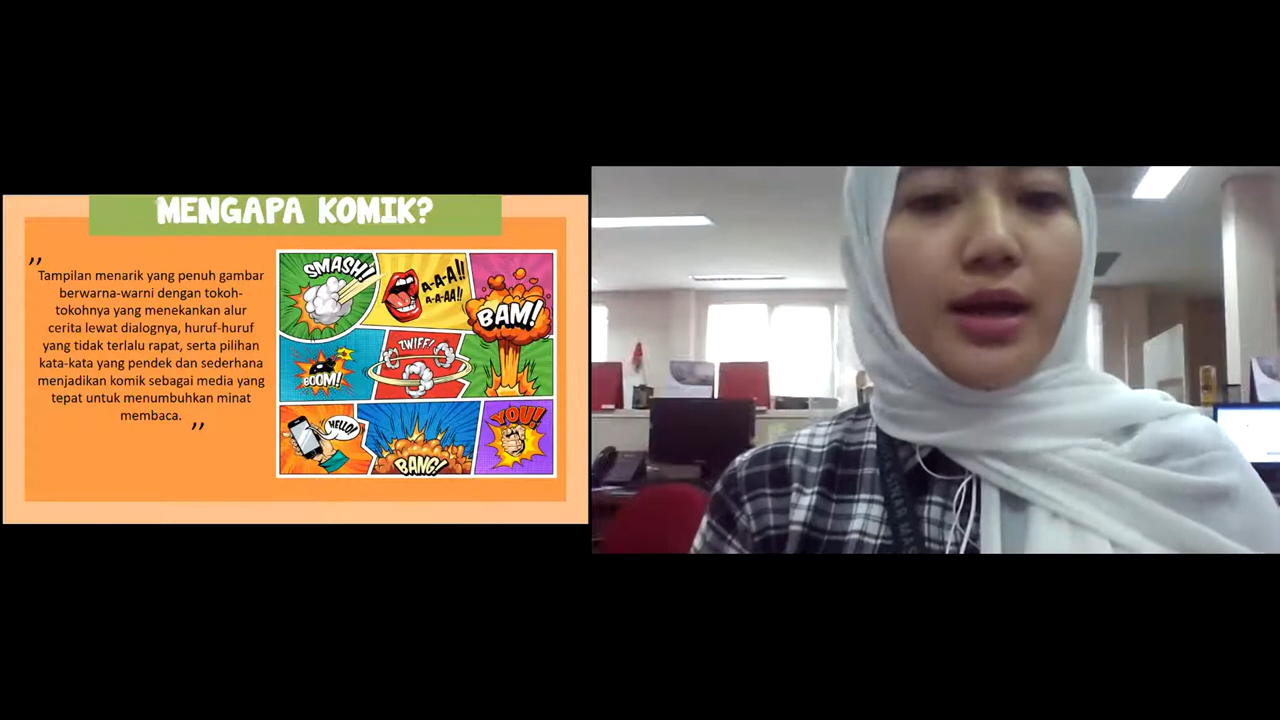 MENGAPA KOMIK?
,,
Tampilan menarik yang penuh gambar
berwarna-warni dengan tokoh-
tokohnya yang menekankan alur
cerita lewat dialognya, huruf-huruf
yang tidak terlalu rapat, serta pilihan
kata-kata yang pendek dan sederhana
menjadikan komik sebagai media yang
tepat untuk menumbuhkan minat
membaca.
,,
SMASH!
A-A-A!!
A-A-AA!!
BAM!
BOOM!
ZWIFF!
HELLO!
BANG!
YOU!